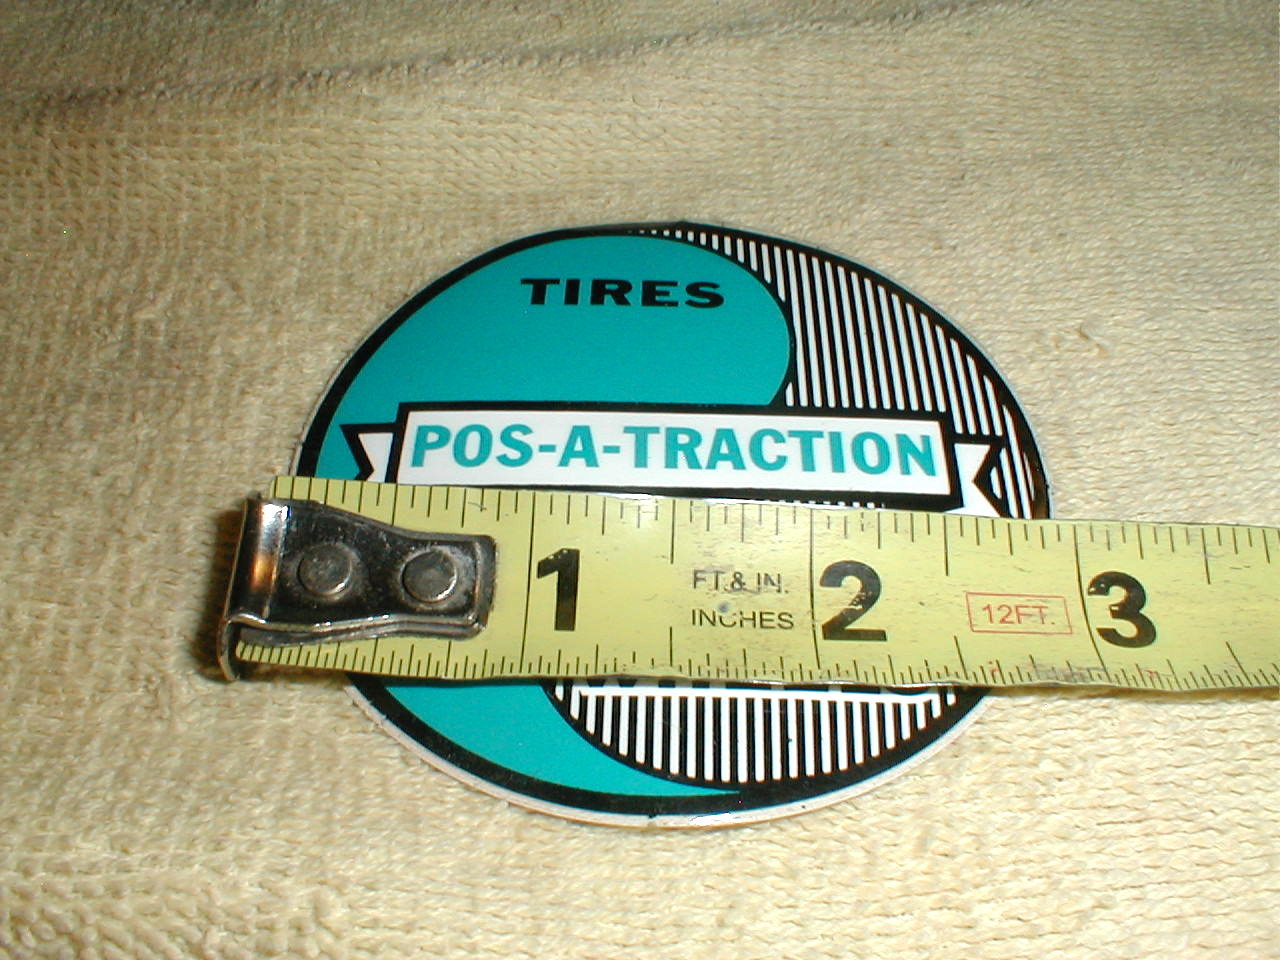 TIRES
POS-A-TRACTION
1
FT. & IN.
INCHES
2
12FT.
3